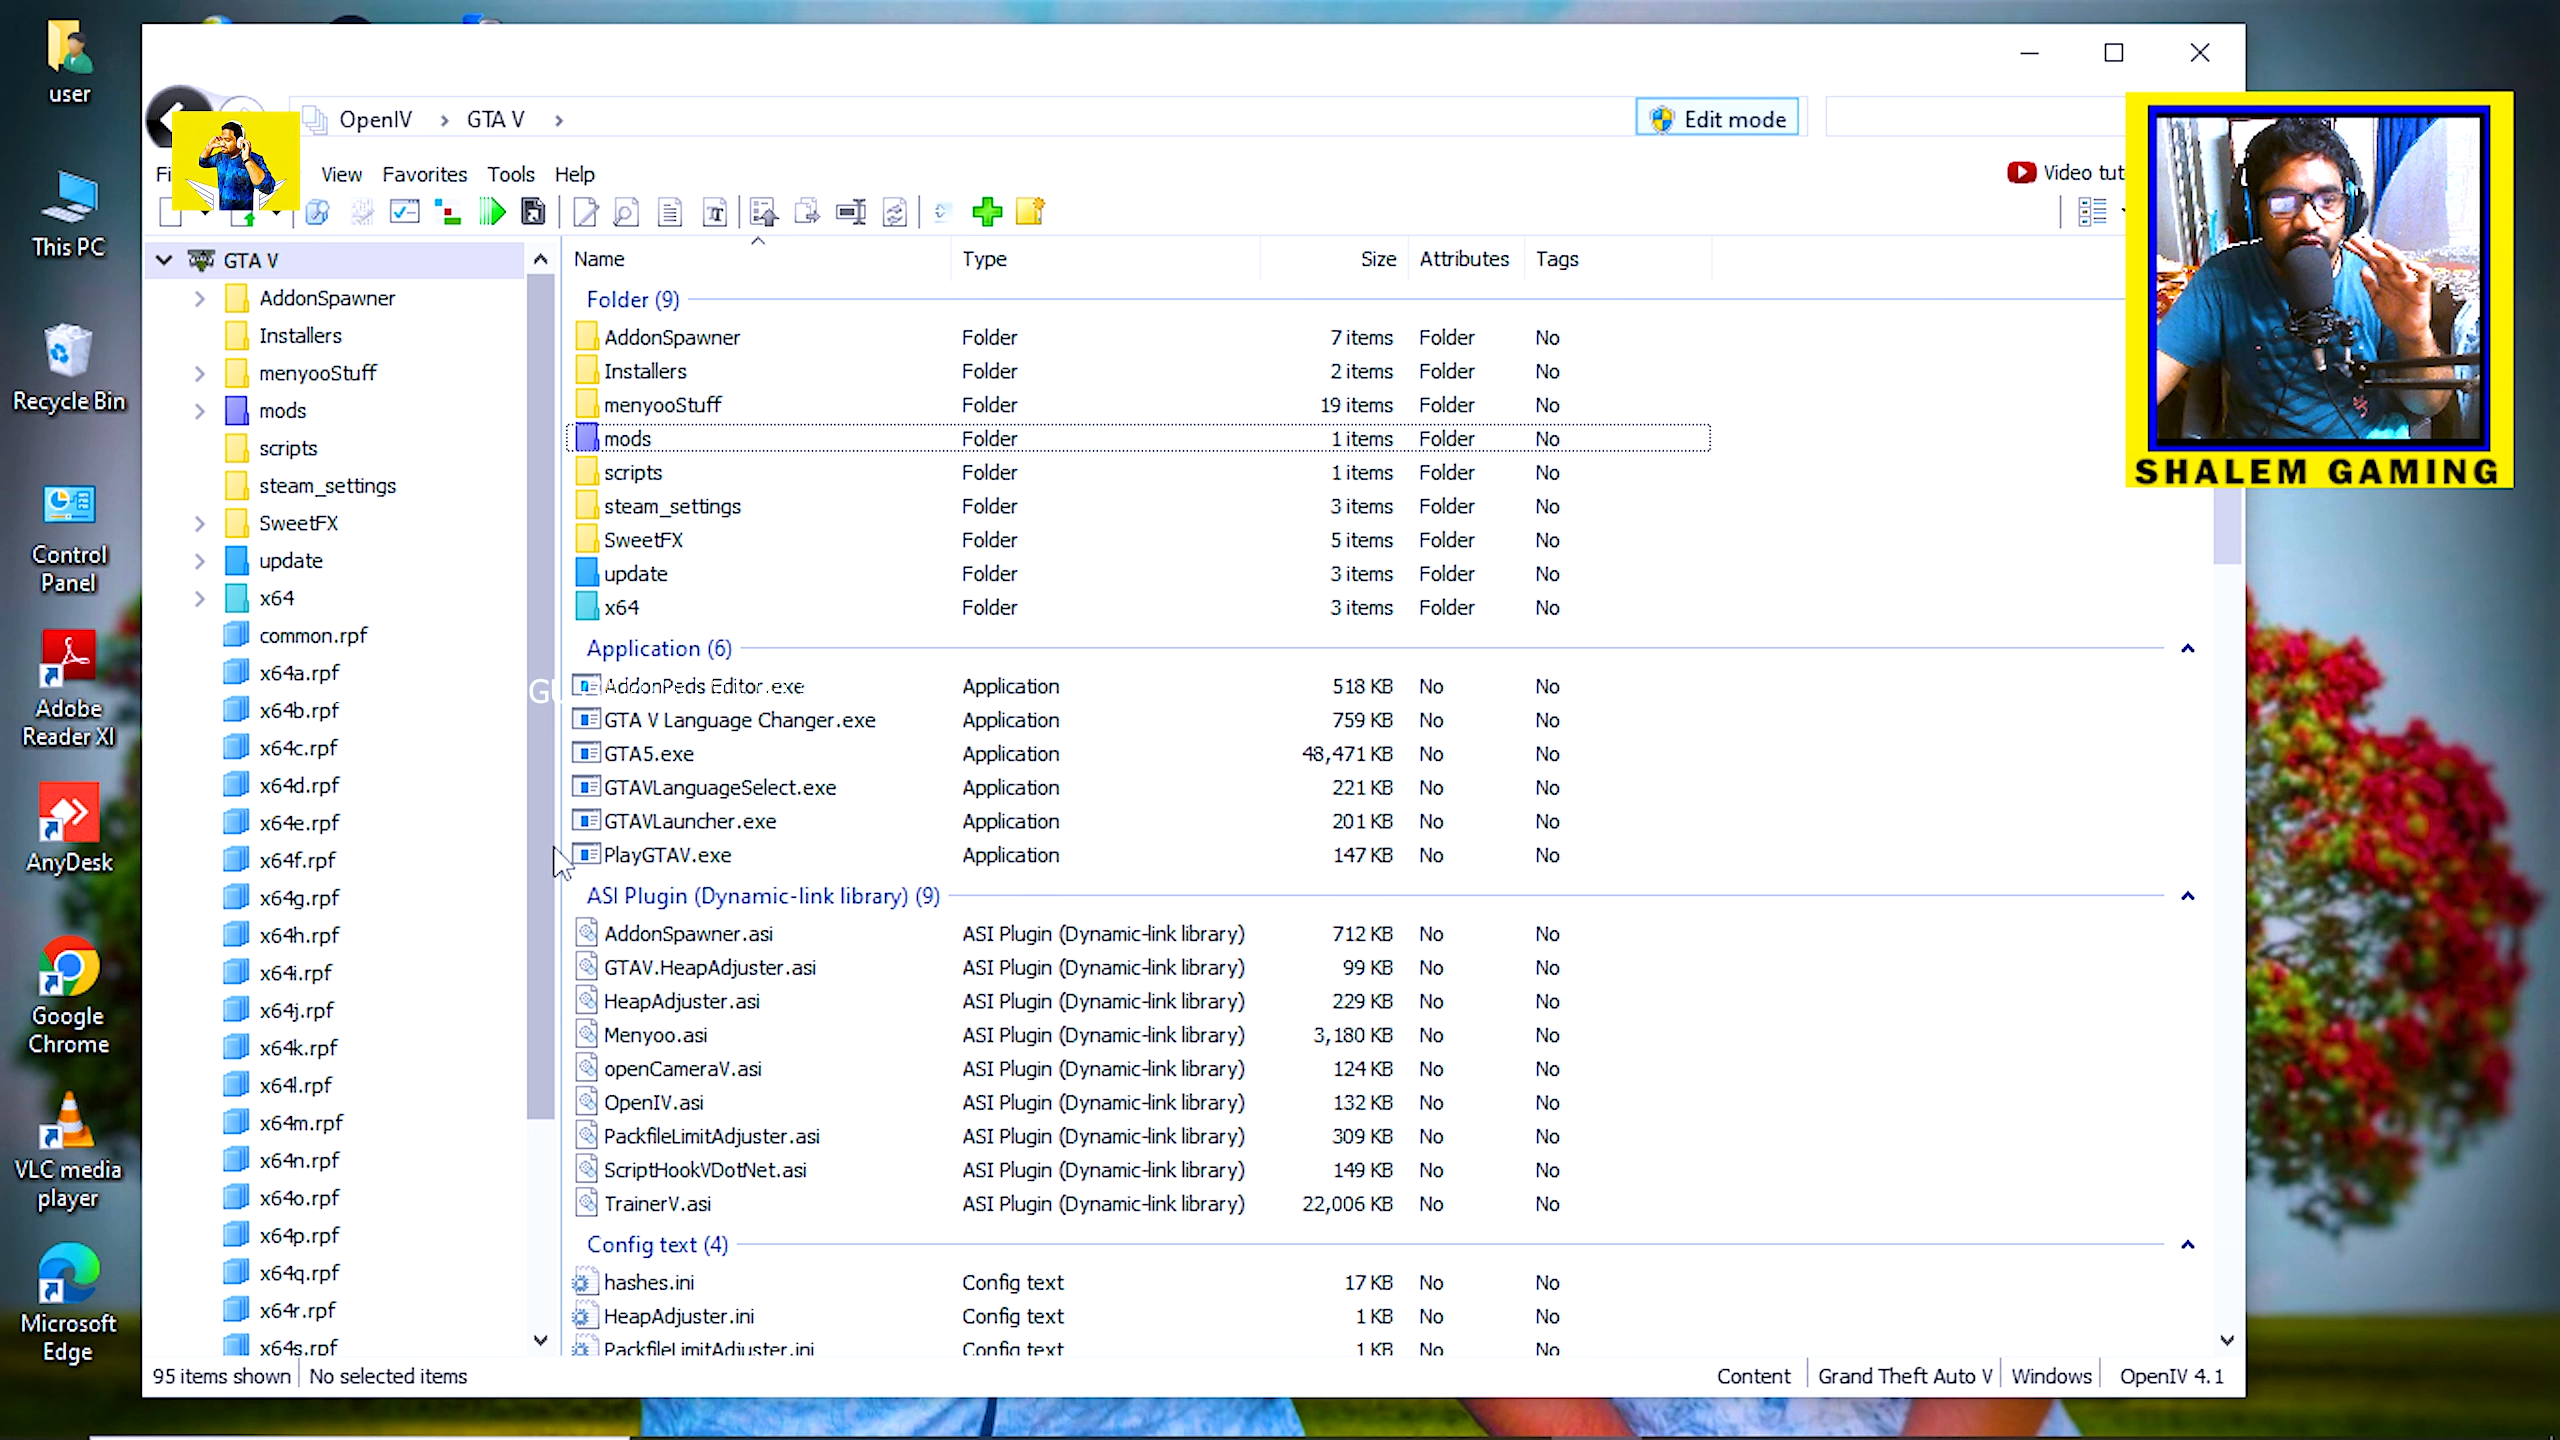 user
This PC
Recycle Bin
Control
Panel
Adobe
Reader XI
AnyDesk
Google
Chrome
VLC media
player
Microsoft
Edge
OpenIV > GTA V >
Edit mode
View Favorites Tools Help
Video tut
GTA V
AddonSpawner
Installers
menyooStuff
mods
scripts
steam_settings
SweetFX
update
x64
common.rpf
x64a.rpf
x64b.rpf
x64c.rpf
x64d.rpf
x64e.rpf
x64f.rpf
x64g.rpf
x64h.rpf
x64i.rpf
x64j.rpf
x64k.rpf
x64l.rpf
x64m.rpf
x64n.rpf
x64o.rpf
x64p.rpf
x64q.rpf
x64r.rpf
x64s.rpf
Name Type Size Attributes Tags
Folder (9)
AddonSpawner Folder 7 items Folder No
Installers Folder 2 items Folder No
menyooStuff Folder 19 items Folder No
mods Folder 1 items Folder No
scripts Folder 1 items Folder No
steam_settings Folder 3 items Folder No
SweetFX Folder 5 items Folder No
update Folder 3 items Folder No
x64 Folder 3 items Folder No
Application (6)
AddonPeds Editor.exe Application 518 KB No No
GTA V Language Changer.exe Application 759 KB No No
GTA5.exe Application 48,471 KB No No
GTAVLanguageSelect.exe Application 221 KB No No
GTAVLauncher.exe Application 201 KB No No
PlayGTAV.exe Application 147 KB No No
ASI Plugin (Dynamic-link library) (9)
AddonSpawner.asi ASI Plugin (Dynamic-link library) 712 KB No No
GTAV.HeapAdjuster.asi ASI Plugin (Dynamic-link library) 99 KB No No
HeapAdjuster.asi ASI Plugin (Dynamic-link library) 229 KB No No
Menyoo.asi ASI Plugin (Dynamic-link library) 3,180 KB No No
openCameraV.asi ASI Plugin (Dynamic-link library) 124 KB No No
OpenIV.asi ASI Plugin (Dynamic-link library) 132 KB No No
PackfileLimitAdjuster.asi ASI Plugin (Dynamic-link library) 309 KB No No
ScriptHookVDotNet.asi ASI Plugin (Dynamic-link library) 149 KB No No
TrainerV.asi ASI Plugin (Dynamic-link library) 22,006 KB No No
Config text (4)
hashes.ini Config text 17 KB No No
HeapAdjuster.ini Config text 1 KB No No
PackfileLimitAdjuster.ini Config text 1 KB No No
95 items shown No selected items
Content Grand Theft Auto V Windows OpenIV 4.1
SHALEM GAMING